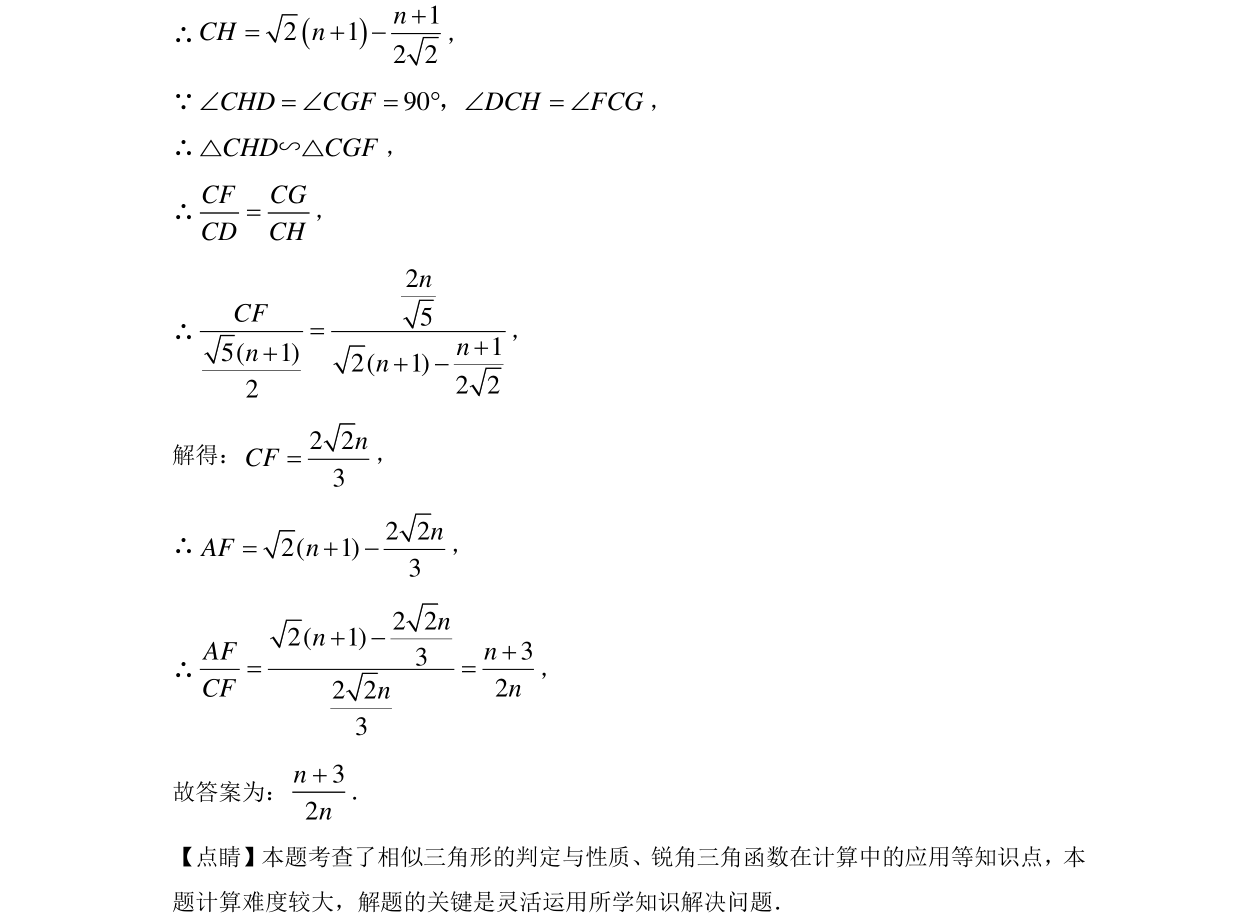 ∴ CH = √2(n+1) − (n+1)/(2√2)，
∵ ∠CHD = ∠CGF = 90°，∠DCH = ∠FCG，
∴ △CHD∽△CGF，
∴ CF/CD = CG/CH，
∴ CF/(√5(n+1)/2) = (2n/√5)/(√2(n+1) − (n+1)/(2√2))，
解得：CF = 2√2n/3，
∴ AF = √2(n+1) − 2√2n/3，
∴ AF/CF = (√2(n+1) − 2√2n/3)/(2√2n/3) = (n+3)/(2n)，
故答案为：(n+3)/(2n)．
【点睛】本题考查了相似三角形的判定与性质、锐角三角函数在计算中的应用等知识点，本
题计算难度较大，解题的关键是灵活运用所学知识解决问题．